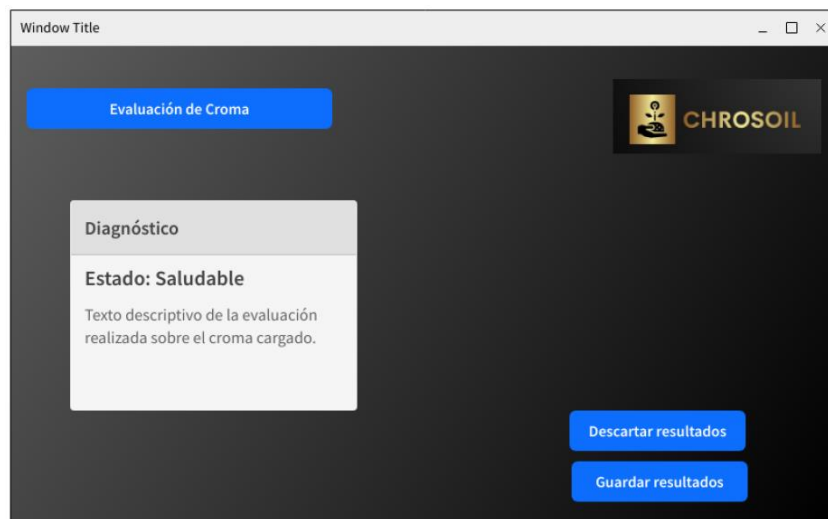 Window Title
Evaluación de Croma
CHROSOIL
Diagnóstico
Estado: Saludable
Texto descriptivo de la evaluación
realizada sobre el croma cargado.
Descartar resultados
Guardar resultados